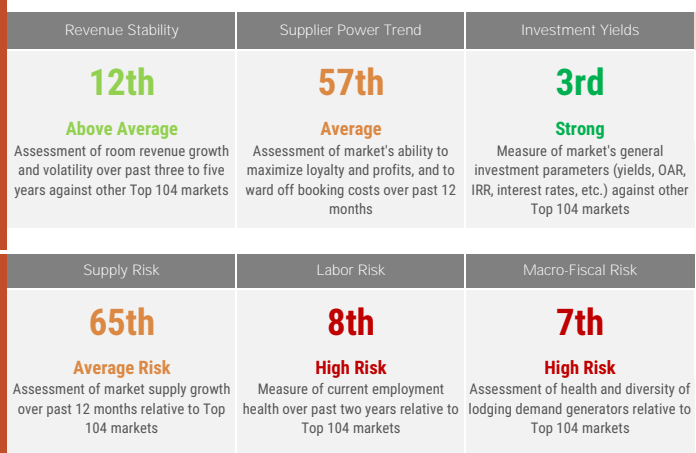 Revenue Stability
Supplier Power Trend
Investment Yields
12th
57th
3rd
Above Average
Average
Strong
Assessment of room revenue growth
and volatility over past three to five
years against other Top 104 markets
Assessment of market's ability to
maximize loyalty and profits, and to
ward off booking costs over past 12
months
Measure of market's general
investment parameters (yields, OAR,
IRR, interest rates, etc.) against other
Top 104 markets
Supply Risk
Labor Risk
Macro-Fiscal Risk
65th
8th
7th
Average Risk
High Risk
High Risk
Assessment of market supply growth
over past 12 months relative to Top
104 markets
Measure of current employment
health over past two years relative to
Top 104 markets
Assessment of health and diversity of
lodging demand generators relative to
Top 104 markets